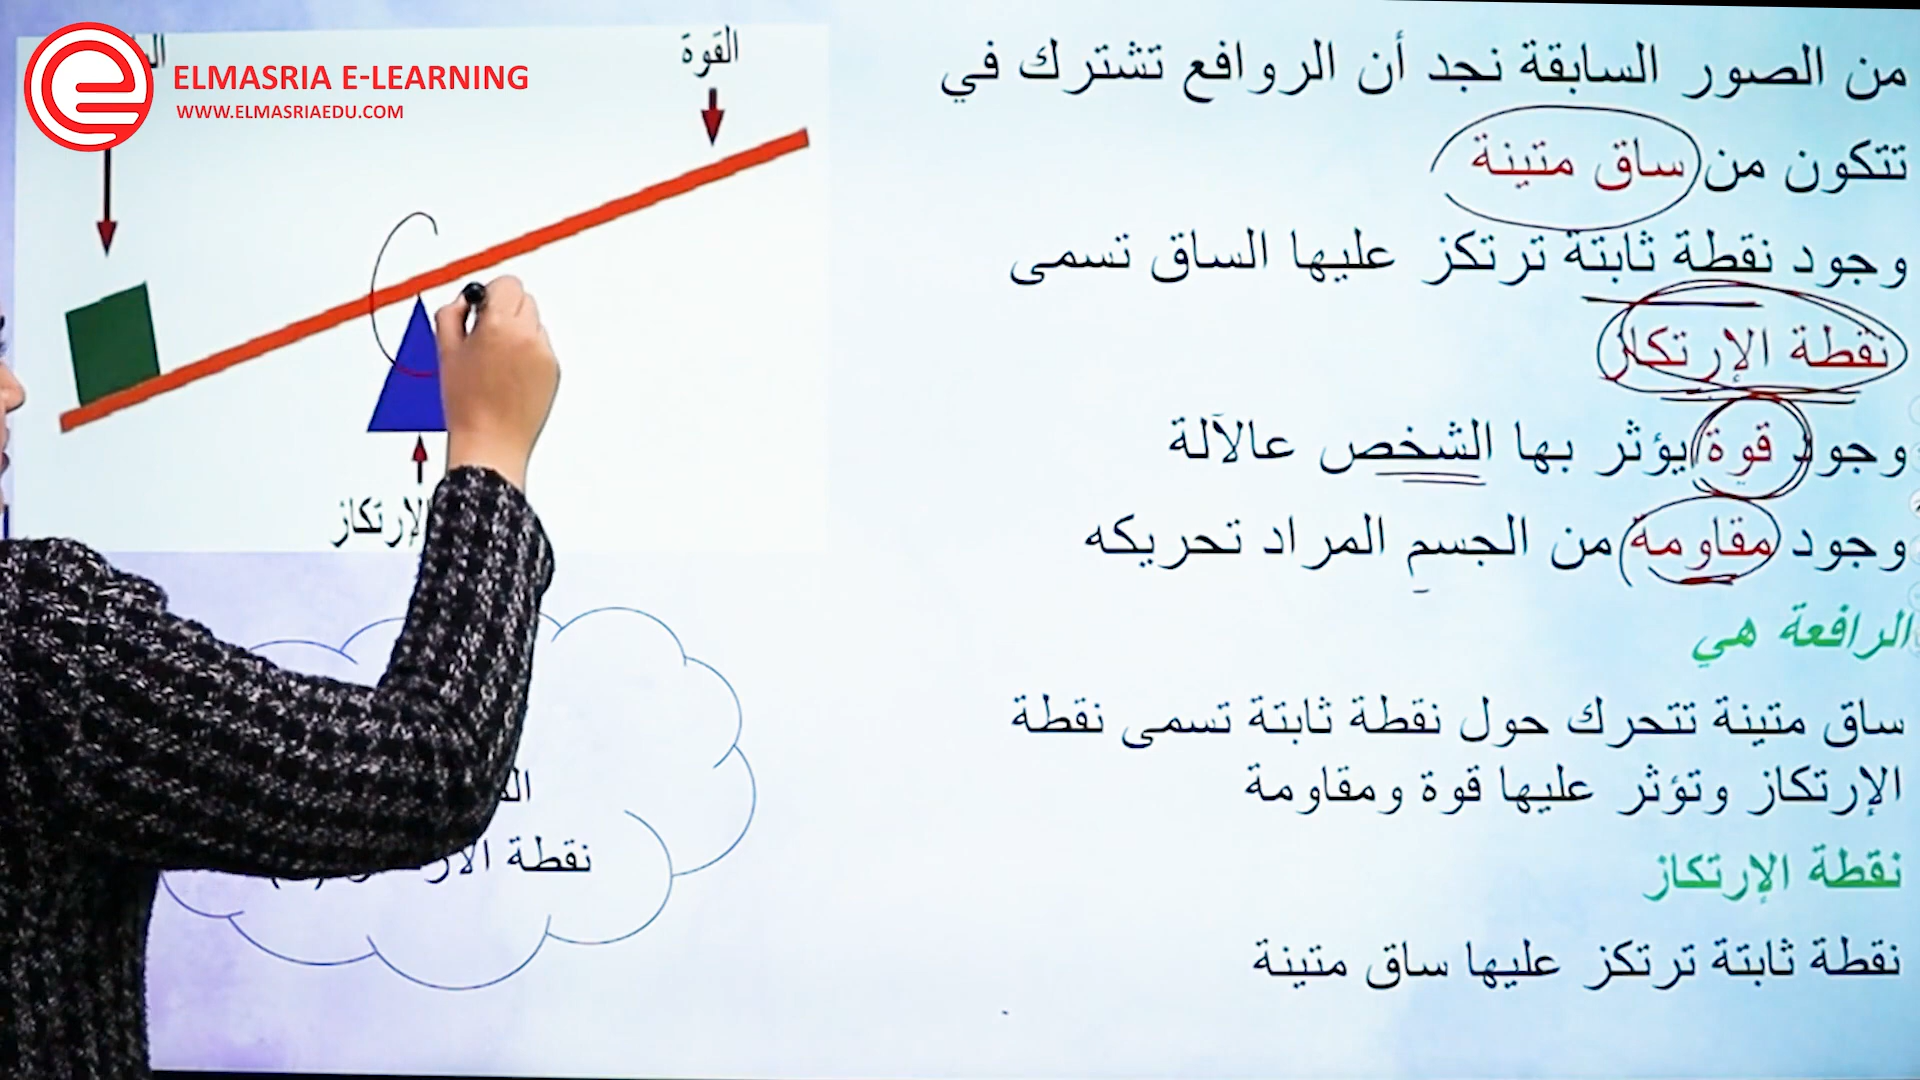 ELMASRIA E-LEARNING
WWW.ELMASRIAEDU.COM
القوة
الإرتكاز
نقطة
من الصور السابقة نجد أن الروافع تشترك في
تتكون من ساق متينة
وجود نقطة ثابتة ترتكز عليها الساق تسمى
نقطة الإرتكاز
وجود قوة يؤثر بها الشخص عالآلة
وجود مقاومة من الجسم المراد تحريكه
الرافعة هي
ساق متينة تتحرك حول نقطة ثابتة تسمى نقطة
الإرتكاز وتؤثر عليها قوة ومقاومة
نقطة الإرتكاز
نقطة ثابتة ترتكز عليها ساق متينة